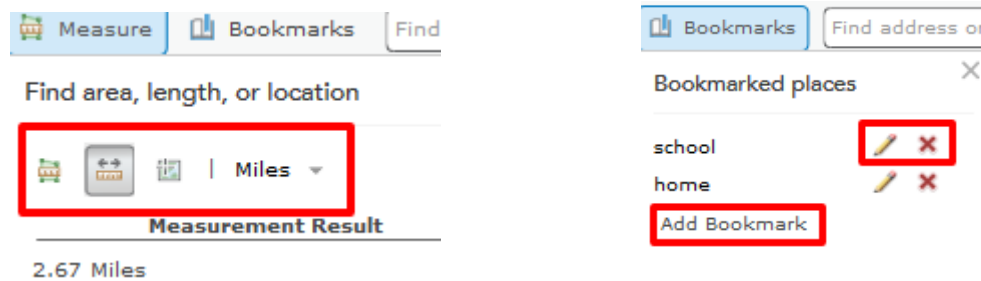 Measure Bookmarks Find
Find area, length, or location
| Miles
Measurement Result
2.67 Miles
Bookmarks Find address or
Bookmarked places
school
home
Add Bookmark